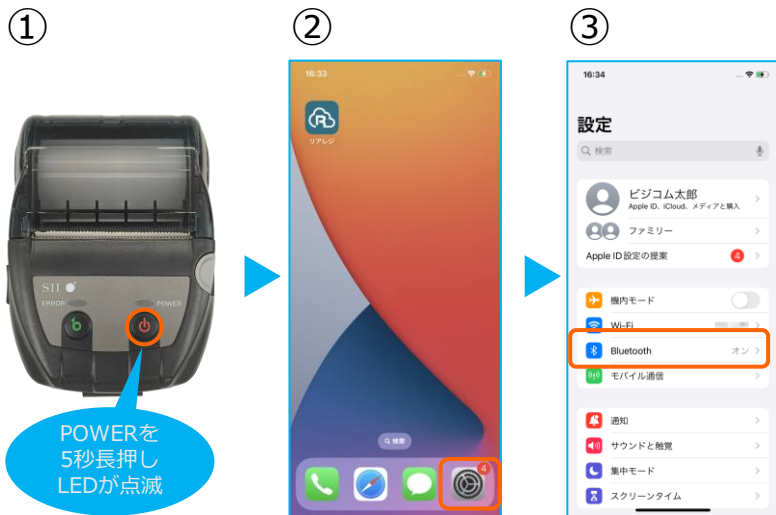 ①
SII
ERROR
POWER
POWERを
5秒長押し
LEDが点滅
②
16:33
リアレジ
検索
4
③
16:34
設定
検索
ビジコム太郎
Apple ID、iCloud、メディアと購入
ファミリー
Apple ID設定の提案
4
機内モード
Wi-Fi
Bluetooth オン
モバイル通信
通知
サウンドと触覚
集中モード
スクリーンタイム